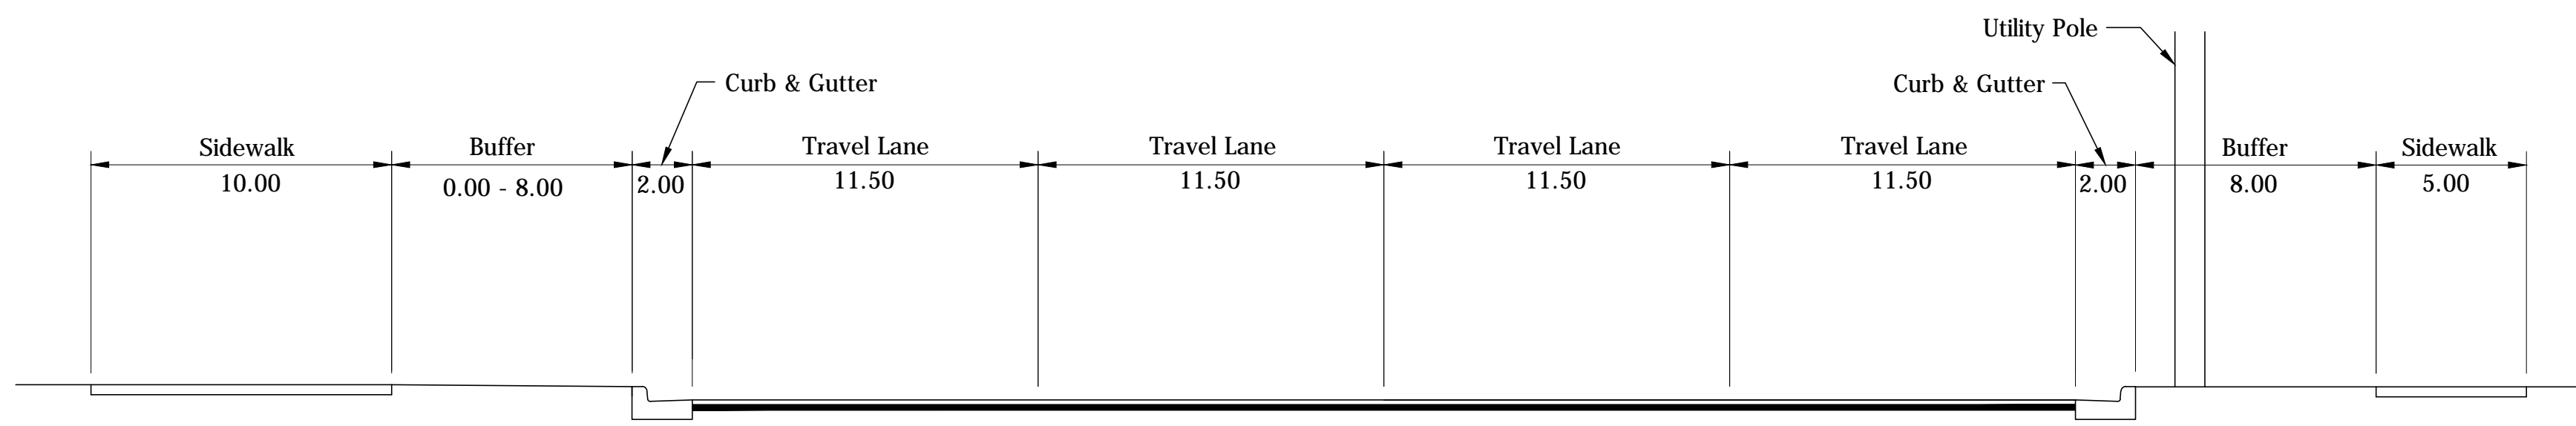 Utility Pole
Curb & Gutter
Curb & Gutter
Sidewalk
Buffer
Travel Lane
Travel Lane
Travel Lane
Travel Lane
Buffer
Sidewalk
10.00
0.00 - 8.00
2.00
11.50
11.50
11.50
11.50
2.00
8.00
5.00